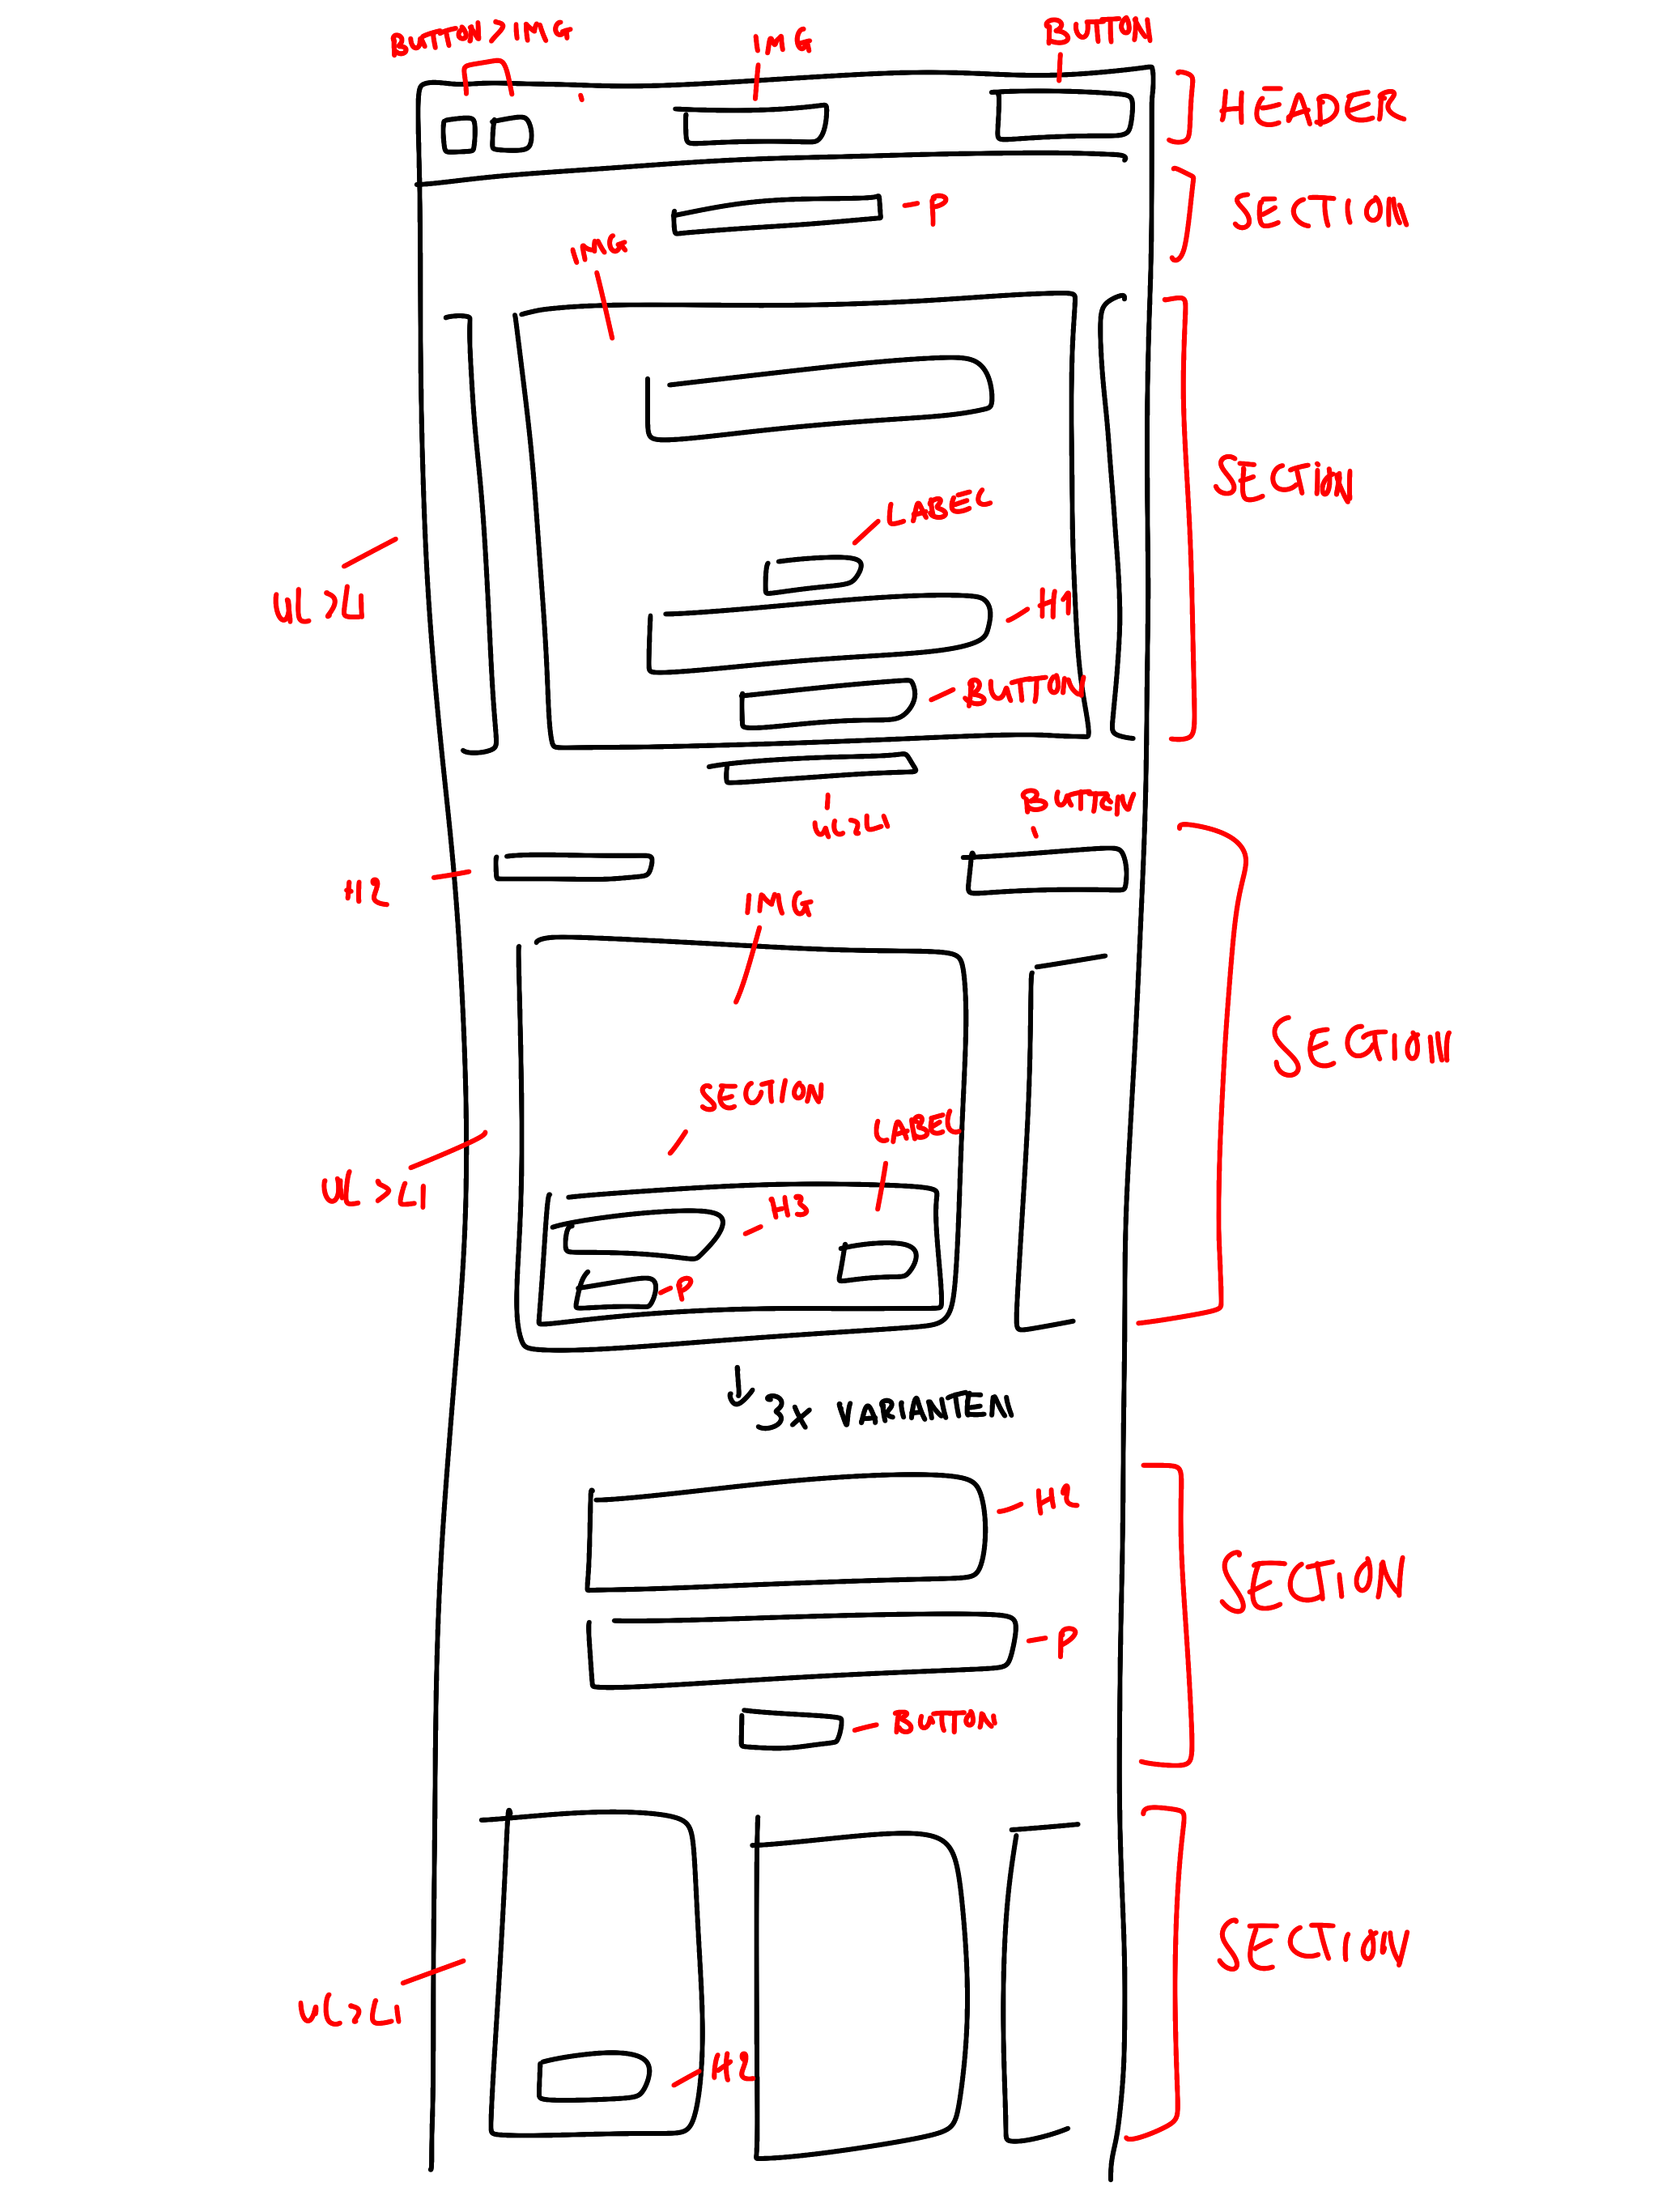 BUTTON > IMG
IMG
BUTTON
HEADER
P
SECTION
IMG
SECTION
LABEL
UL > LI
H1
BUTTON
UL > LI
BUTTON
H2
IMG
SECTION
SECTION
LABEL
UL > LI
H3
P
3X VARIANTEN
H2
SECTION
P
BUTTON
SECTION
UL > LI
H2